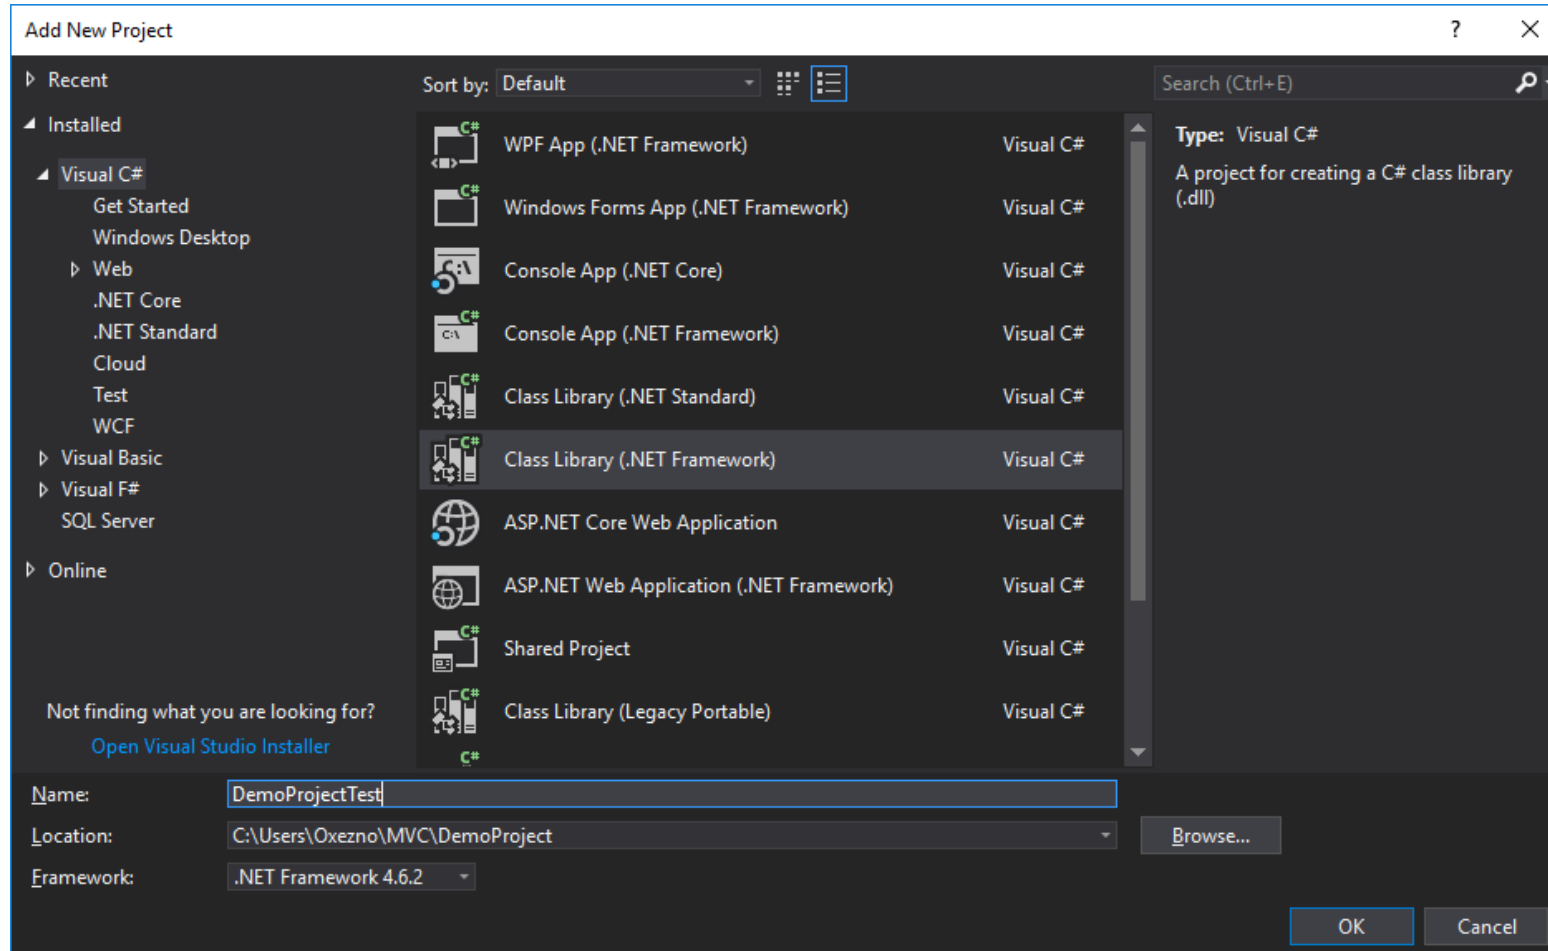 Add New Project
?
Recent
Installed
Visual C#
Get Started
Windows Desktop
Web
.NET Core
.NET Standard
Cloud
Test
WCF
Visual Basic
Visual F#
SQL Server
Online
Not finding what you are looking for?
Open Visual Studio Installer
Sort by: Default
WPF App (.NET Framework) Visual C#
Windows Forms App (.NET Framework) Visual C#
Console App (.NET Core) Visual C#
Console App (.NET Framework) Visual C#
Class Library (.NET Standard) Visual C#
Class Library (.NET Framework) Visual C#
ASP.NET Core Web Application Visual C#
ASP.NET Web Application (.NET Framework) Visual C#
Shared Project Visual C#
Class Library (Legacy Portable) Visual C#
C#
Search (Ctrl+E)
Type: Visual C#
A project for creating a C# class library
(.dll)
Name: DemoProjectTest
Location: C:\Users\Oxezno\MVC\DemoProject
Browse...
Framework: .NET Framework 4.6.2
OK Cancel